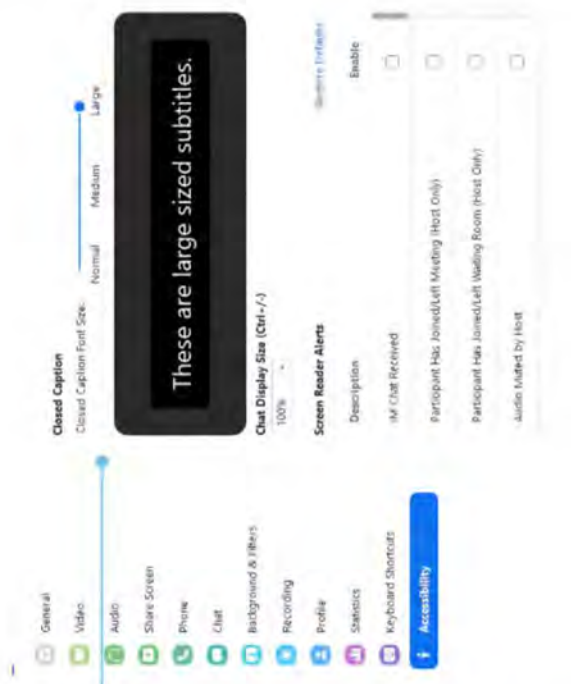 General
Video
Audio
Share Screen
Phone
Chat
Background & Filters
Recording
Profile
Statistics
Keyboard Shortcuts
Accessibility
Closed Caption
Closed Caption Font Size:
Normal Medium Large
These are large sized subtitles.
Chat Display Size (Ctrl+/-)
100%
Screen Reader Alerts
Restore Defaults
Description Enable
IM Chat Received
Participant Has Joined/Left Meeting (Host Only)
Participant Has Joined/Left Waiting Room (Host Only)
Audio Muted by Host